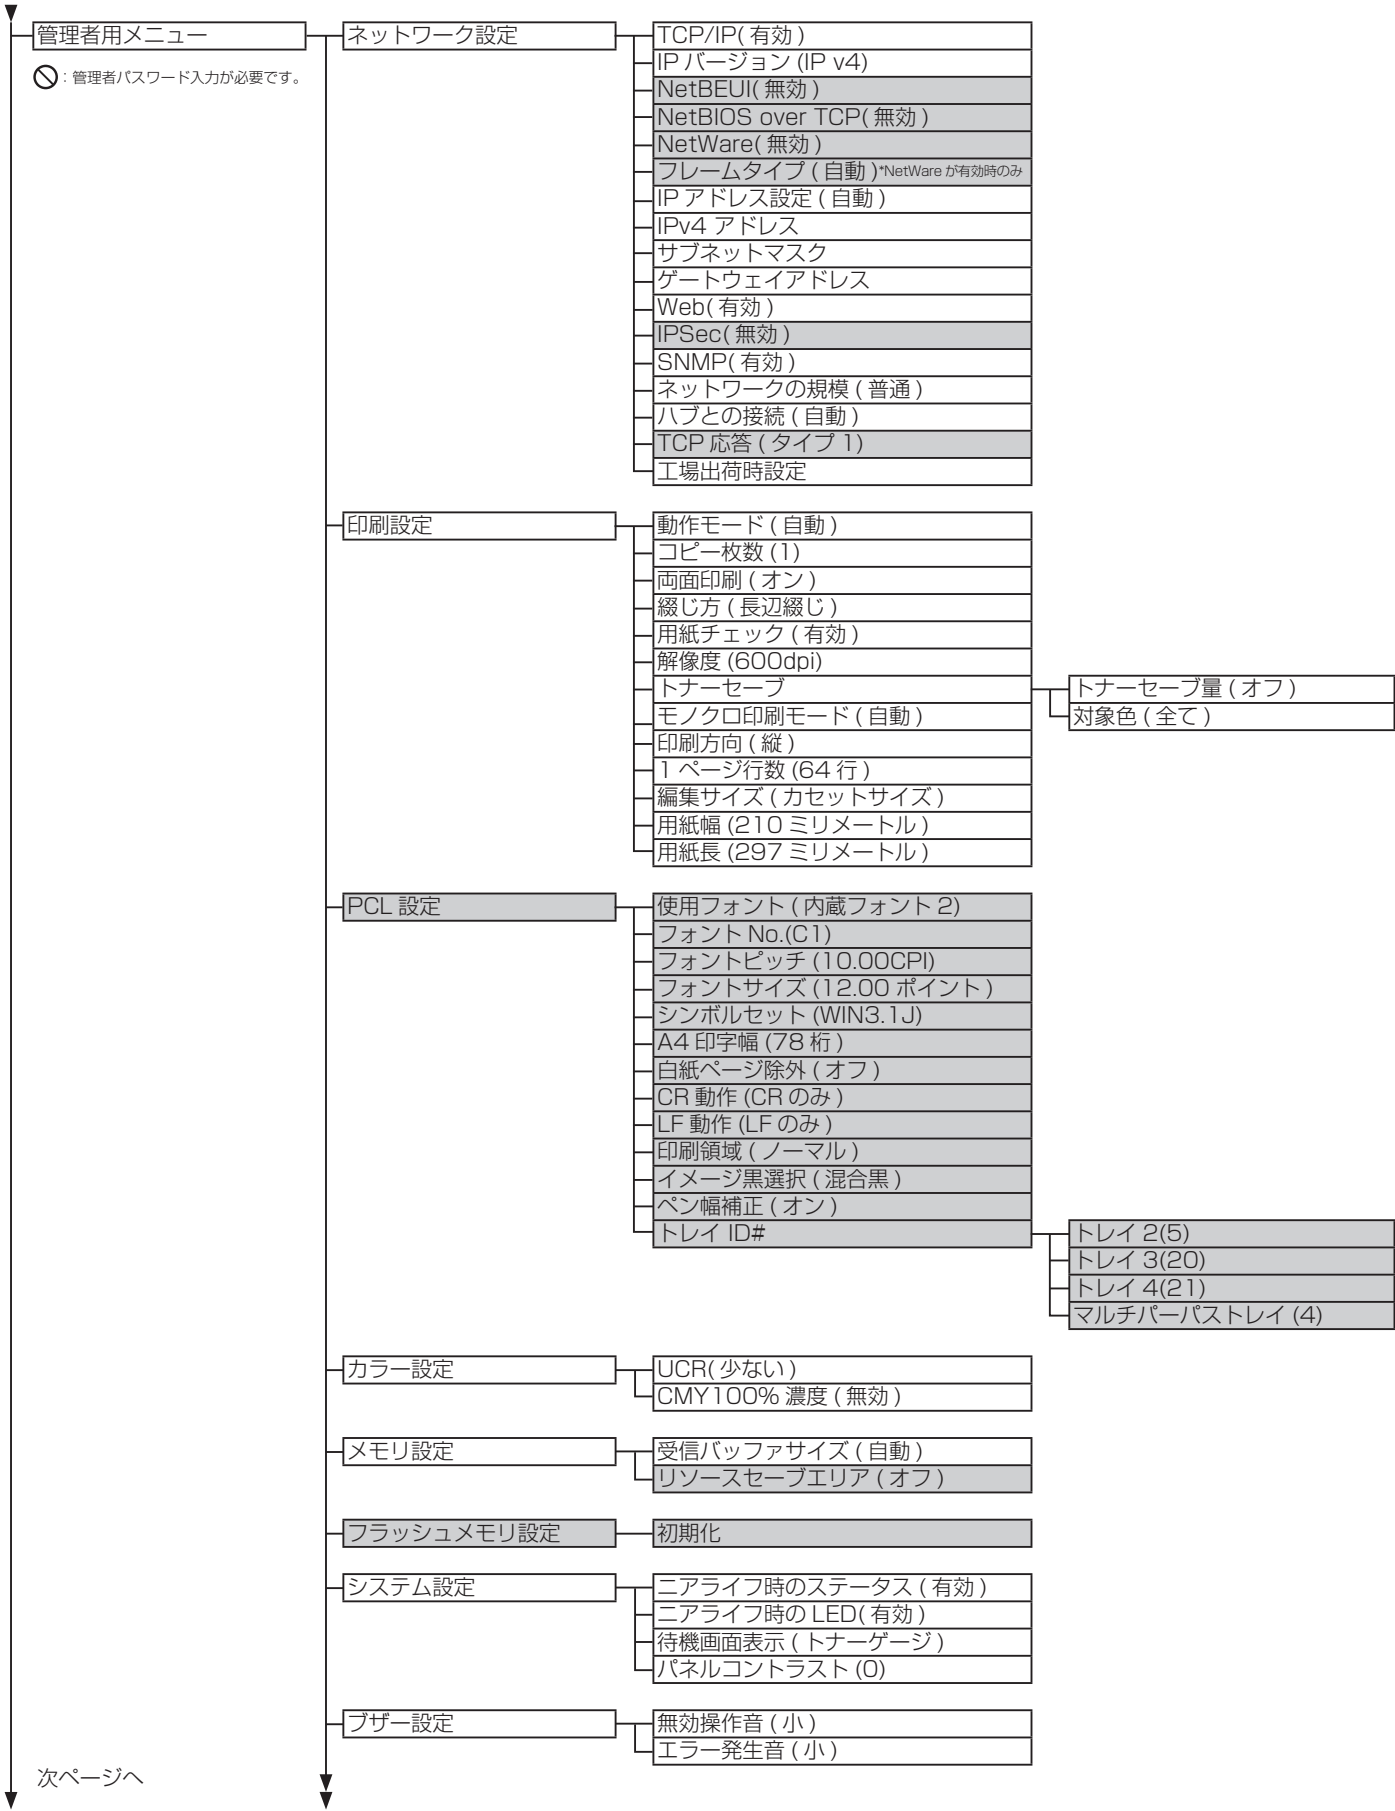 管理者用メニュー
：管理者パスワード入力が必要です。
ネットワーク設定
TCP/IP( 有効 )
IP バージョン (IP v4)
NetBEUI( 無効 )
NetBIOS over TCP( 無効 )
NetWare( 無効 )
フレームタイプ ( 自動 )*NetWare が有効時のみ
IP アドレス設定 ( 自動 )
IPv4 アドレス
サブネットマスク
ゲートウェイアドレス
Web( 有効 )
IPSec( 無効 )
SNMP( 有効 )
ネットワークの規模 ( 普通 )
ハブとの接続 ( 自動 )
TCP 応答 ( タイプ 1)
工場出荷時設定
印刷設定
動作モード ( 自動 )
コピー枚数 (1)
両面印刷 ( オン )
綴じ方 ( 長辺綴じ )
用紙チェック ( 有効 )
解像度 (600dpi)
トナーセーブ
トナーセーブ量 ( オフ )
対象色 ( 全て )
モノクロ印刷モード ( 自動 )
印刷方向 ( 縦 )
1 ページ行数 (64 行 )
編集サイズ ( カセットサイズ )
用紙幅 (210 ミリメートル )
用紙長 (297 ミリメートル )
PCL 設定
使用フォント ( 内蔵フォント 2)
フォント No.(C1)
フォントピッチ (10.00CPI)
フォントサイズ (12.00 ポイント )
シンボルセット (WIN3.1J)
A4 印字幅 (78 桁 )
白紙ページ除外 ( オフ )
CR 動作 (CR のみ )
LF 動作 (LF のみ )
印刷領域 ( ノーマル )
イメージ黒選択 ( 混合黒 )
ペン幅補正 ( オン )
トレイ ID#
トレイ 2(5)
トレイ 3(20)
トレイ 4(21)
マルチパーパストレイ (4)
カラー設定
UCR( 少ない )
CMY100% 濃度 ( 無効 )
メモリ設定
受信バッファサイズ ( 自動 )
リソースセーブエリア ( オフ )
フラッシュメモリ設定
初期化
システム設定
ニアライフ時のステータス ( 有効 )
ニアライフ時の LED( 有効 )
待機画面表示 ( トナーゲージ )
パネルコントラスト (0)
ブザー設定
無効操作音 ( 小 )
エラー発生音 ( 小 )
次ページへ